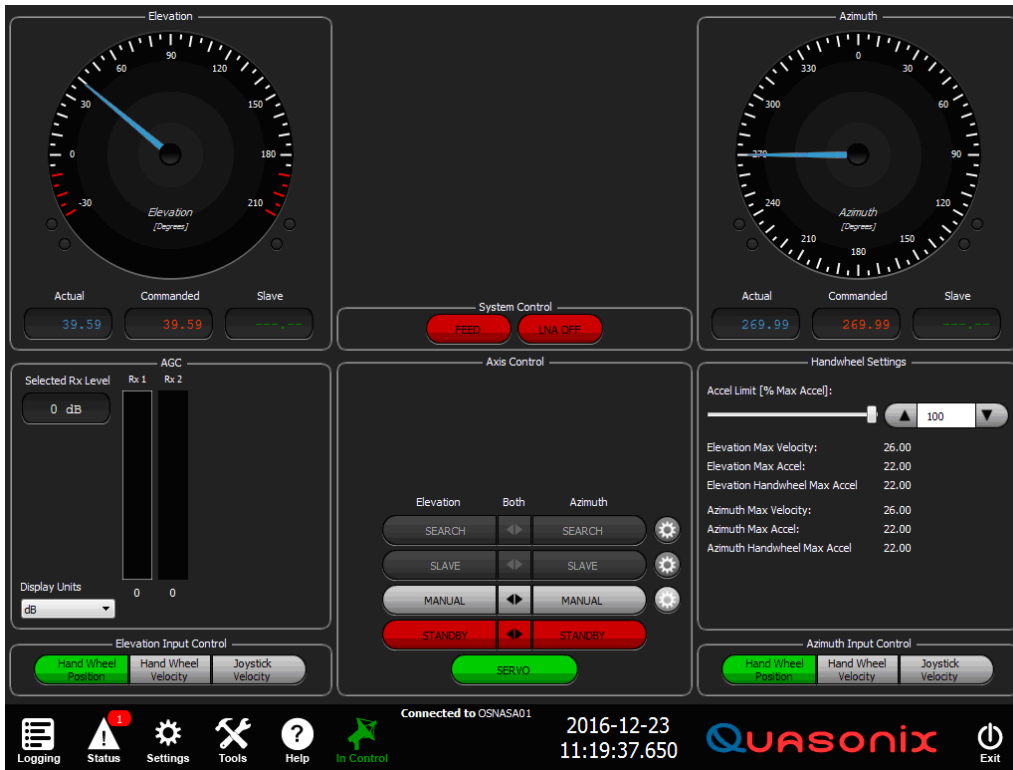 Elevation
90
60
120
30
150
0
180
-30
210
Elevation
[Degrees]
Actual
Commanded
Slave
39.59
39.59
---.--
System Control
FEED
LNA OFF
Azimuth
0
330
30
300
60
270
90
240
120
210
150
180
Azimuth
[Degrees]
Actual
Commanded
Slave
269.99
269.99
---.--
AGC
Selected Rx Level
Rx 1
Rx 2
0 dB
Display Units
0
0
dB
Axis Control
Elevation
Both
Azimuth
SEARCH
SEARCH
SLAVE
SLAVE
MANUAL
MANUAL
STANDBY
STANDBY
SERVO
Handwheel Settings
Accel Limit [% Max Accel]:
100
Elevation Max Velocity: 26.00
Elevation Max Accel: 22.00
Elevation Handwheel Max Accel 22.00
Azimuth Max Velocity: 26.00
Azimuth Max Accel: 22.00
Azimuth Handwheel Max Accel 22.00
Elevation Input Control
Hand Wheel
Position
Hand Wheel
Velocity
Joystick
Velocity
Azimuth Input Control
Hand Wheel
Position
Hand Wheel
Velocity
Joystick
Velocity
Logging
1
Status
Settings
Tools
?
Help
In Control
Connected to OSNASA01
2016-12-23
11:19:37.650
Quasonix
Exit